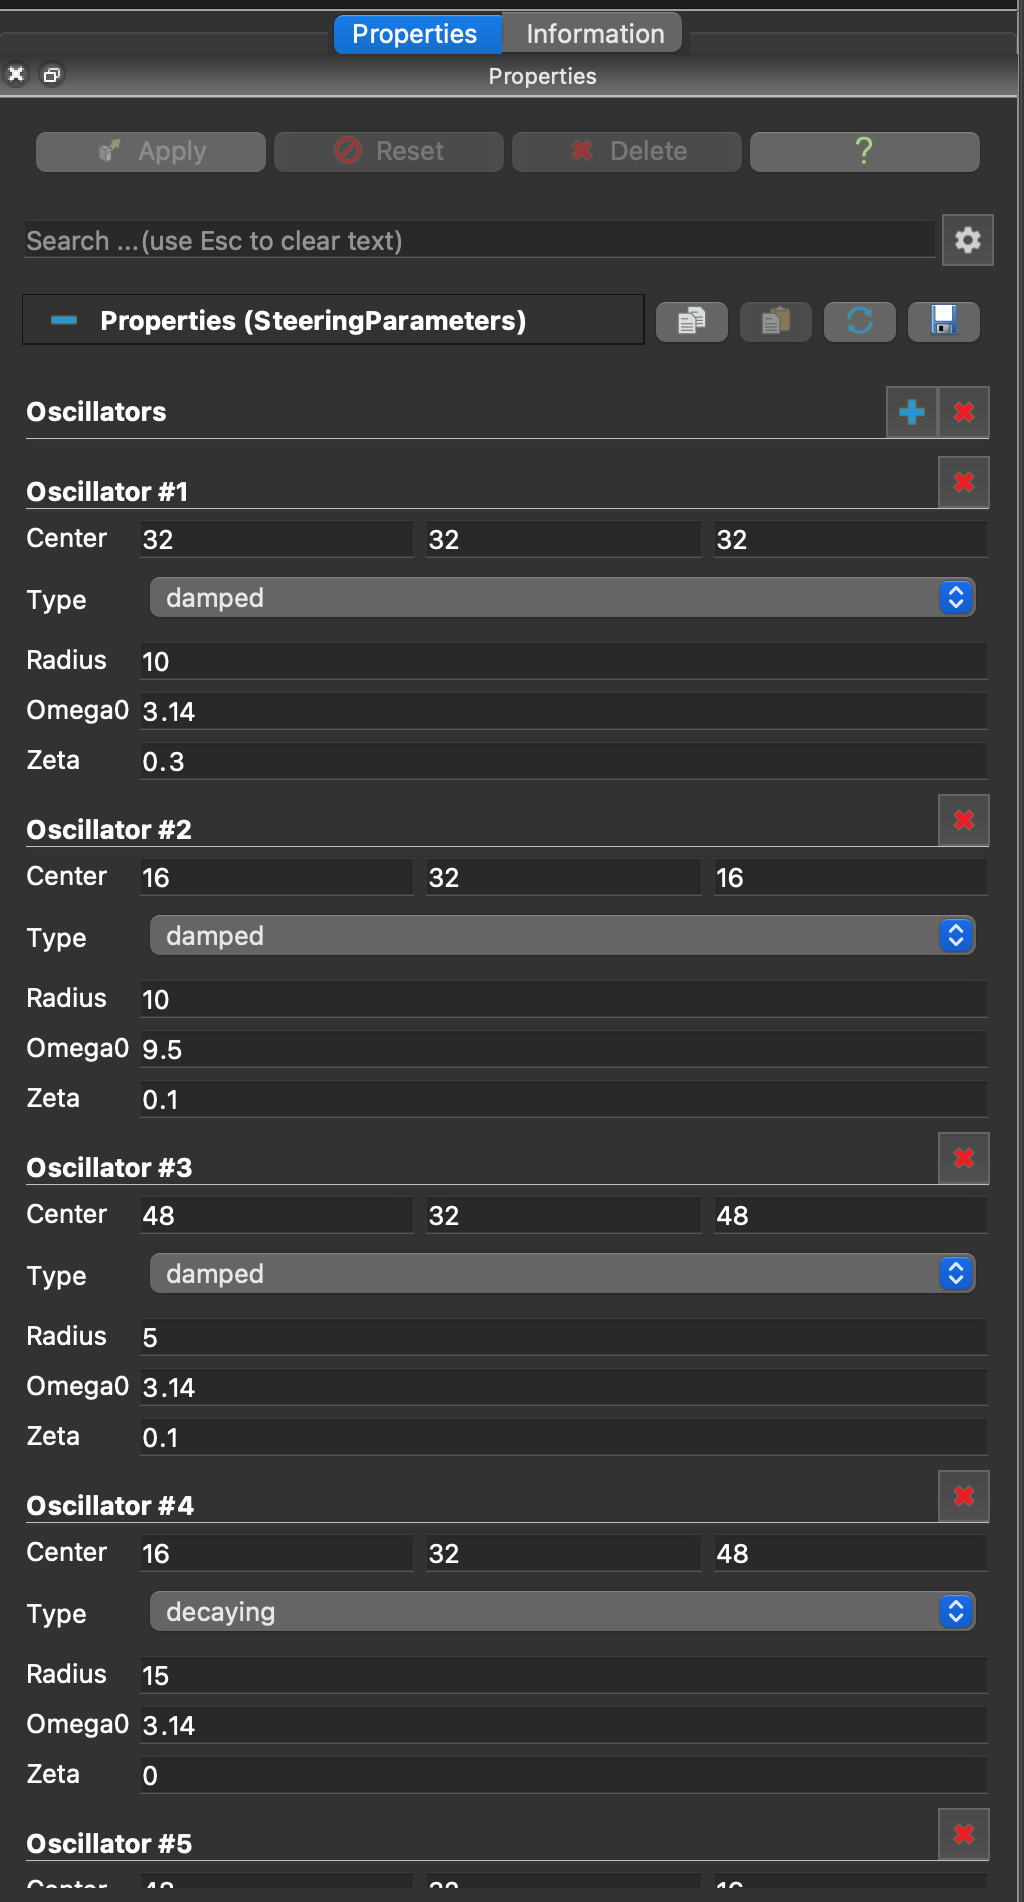 Properties Information
Properties
Apply Reset Delete ?
Search ...(use Esc to clear text)
Properties (SteeringParameters)
Oscillators
Oscillator #1
Center 32 32 32
Type damped
Radius 10
Omega0 3.14
Zeta 0.3
Oscillator #2
Center 16 32 16
Type damped
Radius 10
Omega0 9.5
Zeta 0.1
Oscillator #3
Center 48 32 48
Type damped
Radius 5
Omega0 3.14
Zeta 0.1
Oscillator #4
Center 16 32 48
Type decaying
Radius 15
Omega0 3.14
Zeta 0
Oscillator #5